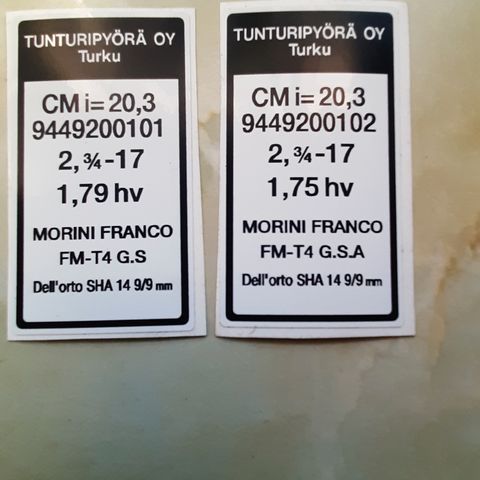 TUNTURIPYÖRÄ OY
Turku
CM i= 20,3
9449200101
2, ¾-17
1,79 hv
MORINI FRANCO
FM-T4 G.S
Dell'orto SHA 14 9/9 mm
TUNTURIPYÖRÄ OY
Turku
CM i= 20,3
9449200102
2, ¾-17
1,75 hv
MORINI FRANCO
FM-T4 G.S.A
Dell'orto SHA 14 9/9 mm